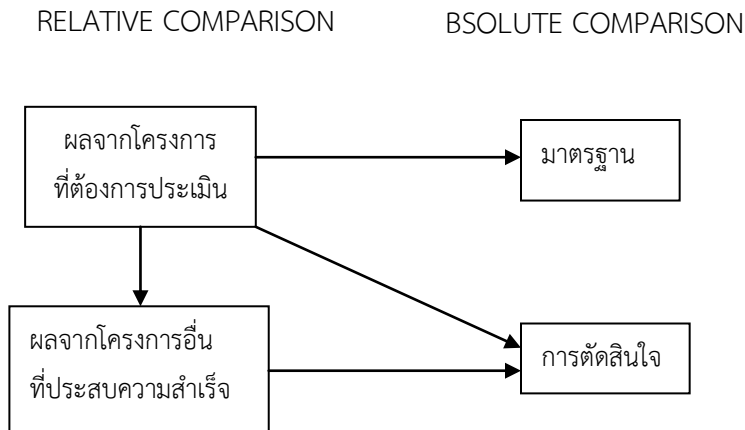 RELATIVE COMPARISON
BSOLUTE COMPARISON
ผลจากโครงการ
ที่ต้องการประเมิน
มาตรฐาน
ผลจากโครงการอื่น
ที่ประสบความสำเร็จ
การตัดสินใจ